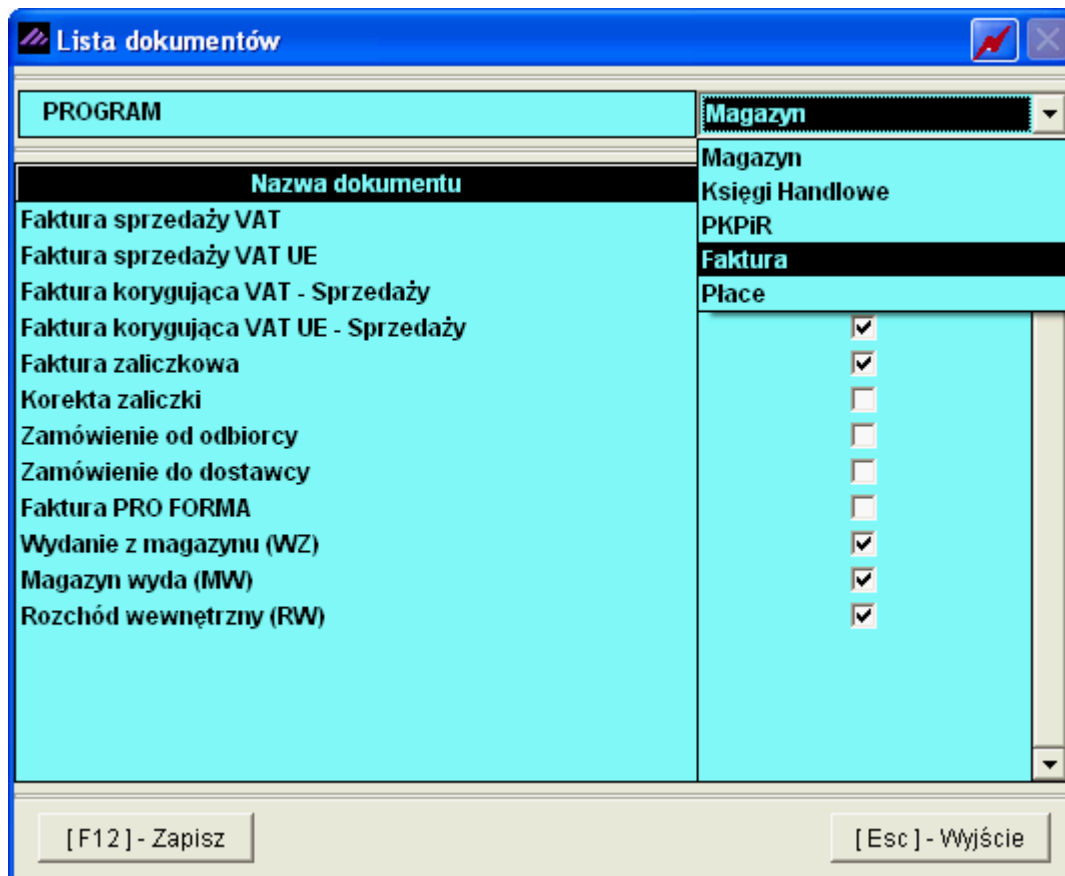 Lista dokumentów
PROGRAM
Magazyn
Magazyn
Księgi Handlowe
PKPiR
Faktura
Płace
Nazwa dokumentu
Faktura sprzedaży VAT
Faktura sprzedaży VAT UE
Faktura korygująca VAT - Sprzedaży
Faktura korygująca VAT UE - Sprzedaży
Faktura zaliczkowa
Korekta zaliczki
Zamówienie od odbiorcy
Zamówienie do dostawcy
Faktura PRO FORMA
Wydanie z magazynu (WZ)
Magazyn wyda (MW)
Rozchód wewnętrzny (RW)
[ F12 ] - Zapisz
[ Esc ] - Wyjście